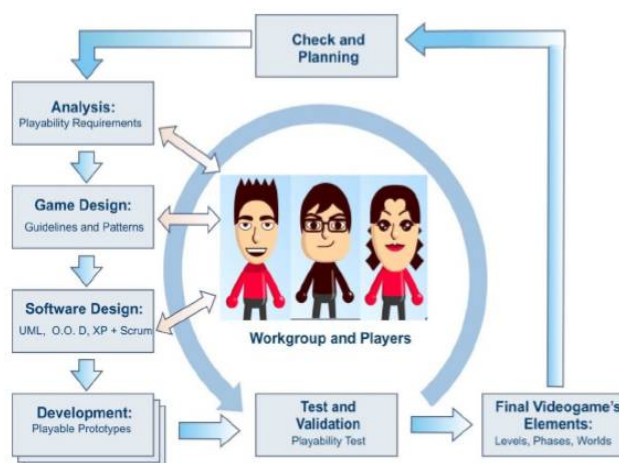 Check and
Planning
Analysis:
Playability Requirements
Game Design:
Guidelines and Patterns
Software Design:
UML, O.O. D, XP + Scrum
Workgroup and Players
Development:
Playable Prototypes
Test and
Validation
Playability Test
Final Videogame's
Elements:
Levels, Phases, Worlds